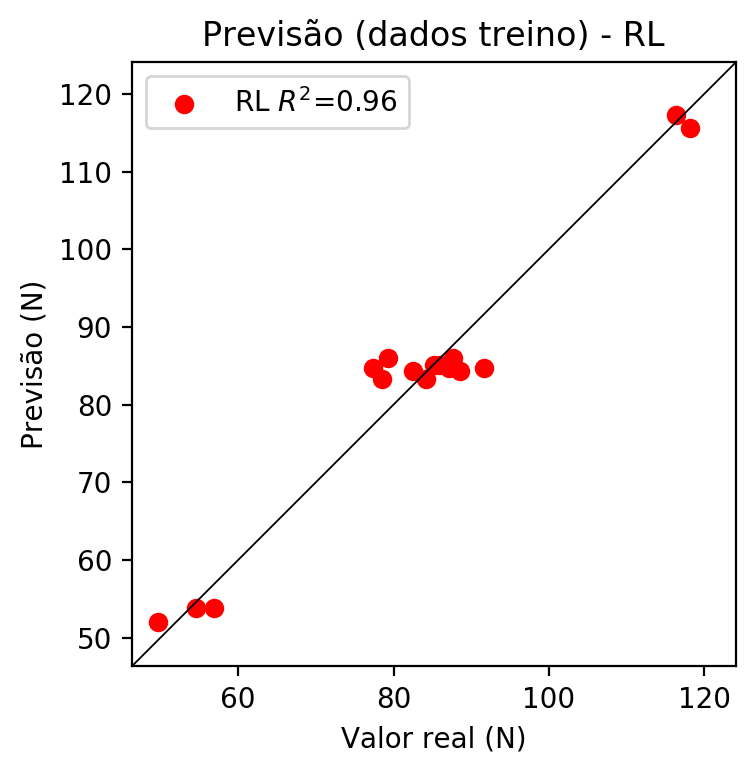 Previsão (dados treino) - RL
RL R²=0.96
120
110
100
90
80
70
60
50
Previsão (N)
60 80 100 120
Valor real (N)